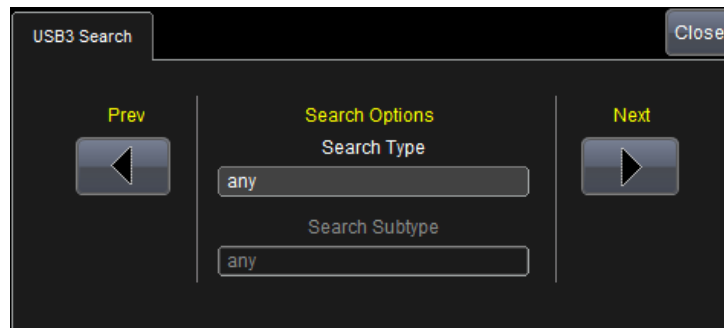 USB3 Search
Close
Prev
Search Options
Next
Search Type
any
Search Subtype
any